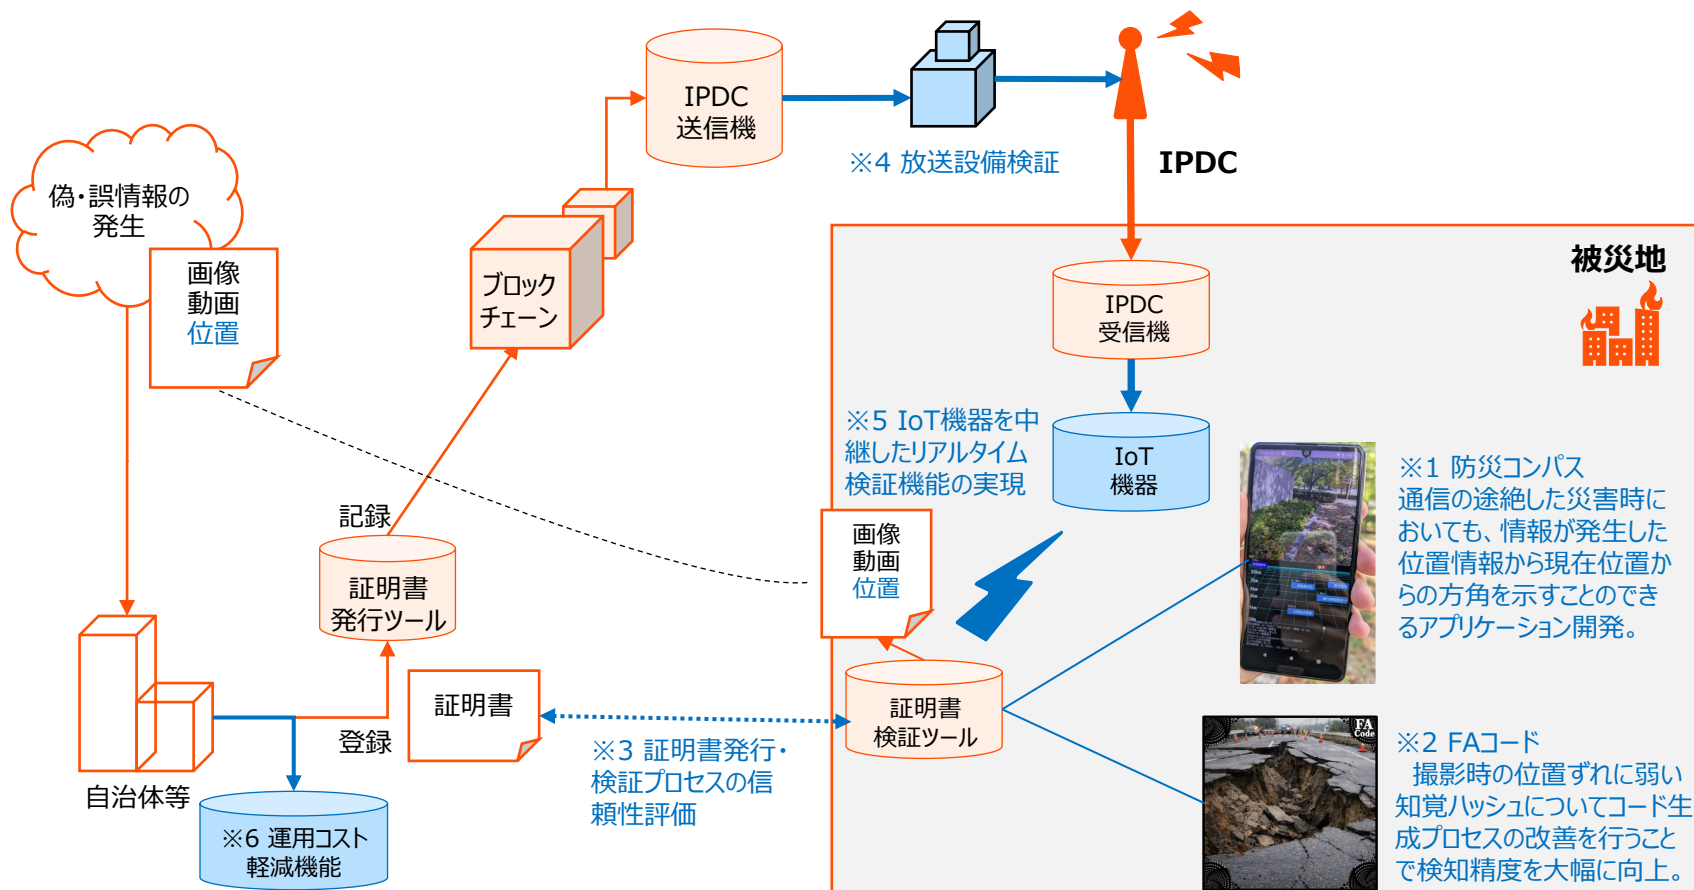 IPDC
送信機
※4 放送設備検証
IPDC
偽・誤情報の
発生
画像
動画
位置
ブロック
チェーン
被災地
IPDC
受信機
※5 IoT機器を中
継したリアルタイム
検証機能の実現
IoT
機器
※1 防災コンパス
通信の途絶した災害時に
おいても、情報が発生した
位置情報から現在位置か
らの方角を示すことのでき
るアプリケーション開発。
記録
証明書
発行ツール
画像
動画
位置
証明書
登録
※3 証明書発行・
検証プロセスの信
頼性評価
証明書
検証ツール
自治体等
※6 運用コスト
軽減機能
FA
Code
※2 FAコード
撮影時の位置ずれに弱い
知覚ハッシュについてコード生
成プロセスの改善を行うこと
で検知精度を大幅に向上。